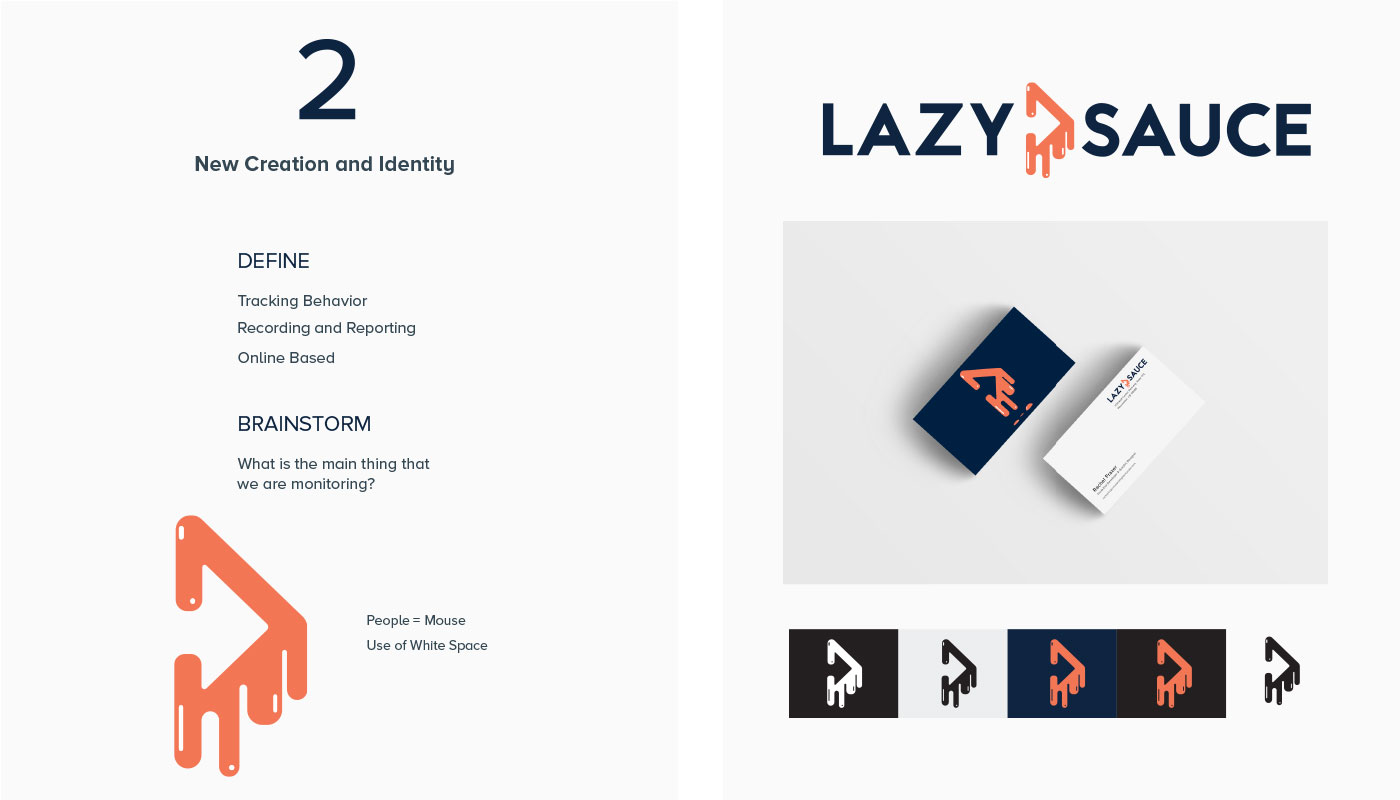 2
New Creation and Identity
DEFINE
Tracking Behavior
Recording and Reporting
Online Based
BRAINSTORM
What is the main thing that
we are monitoring?
People = Mouse
Use of White Space
LAZY SAUCE
LAZY SAUCE
Rachel Fraser